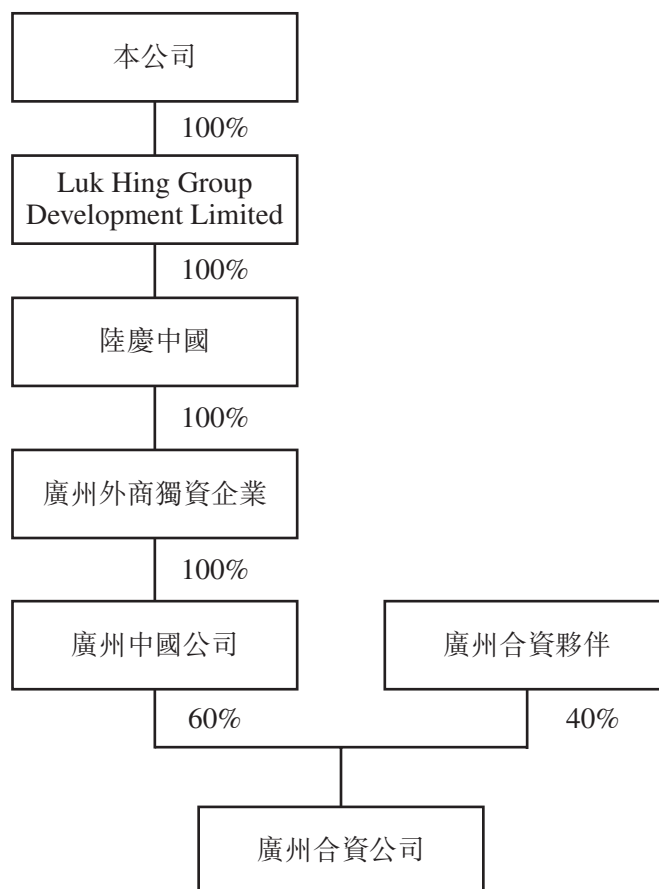 本公司
100%
Luk Hing Group
Development Limited
100%
陸慶中國
100%
廣州外商獨資企業
100%
廣州中國公司
廣州合資夥伴
60%
40%
廣州合資公司